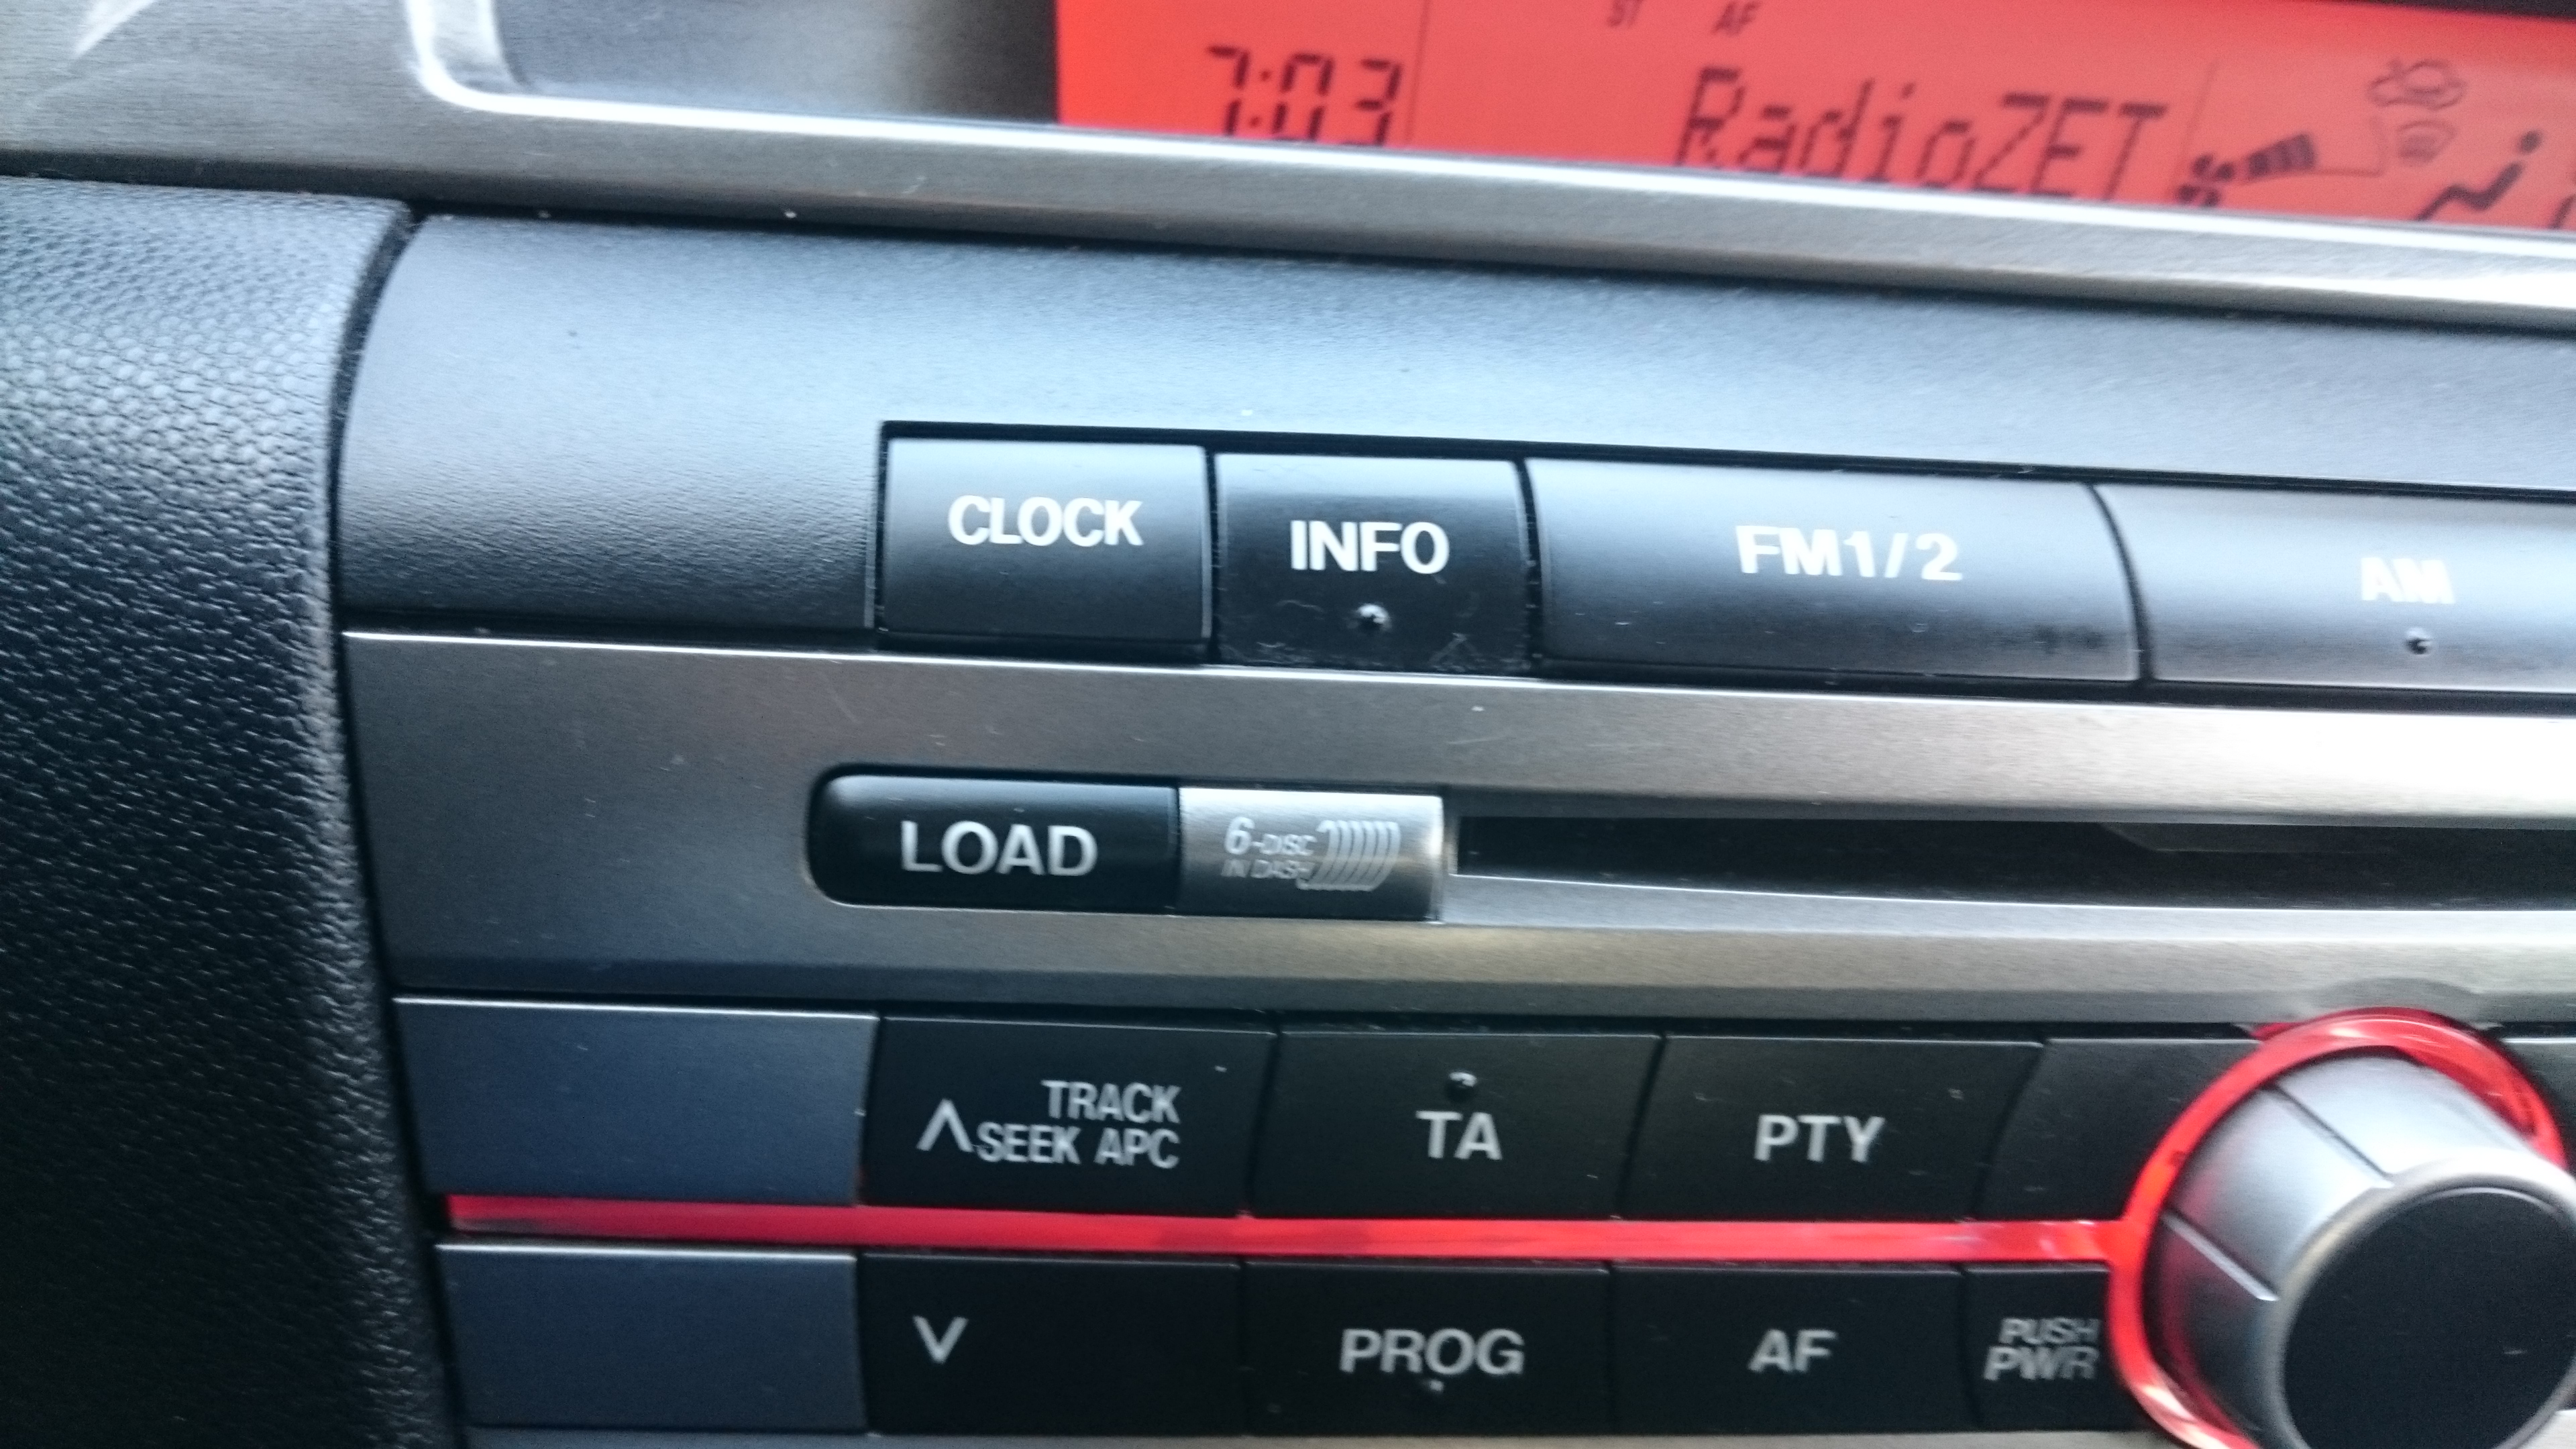 ST AF
7:03 RadioZET
CLOCK INFO FM1/2 AM
LOAD 6-DISC
IN DASH
TRACK
SEEK APC TA PTY
PROG AF PUSH
PWR